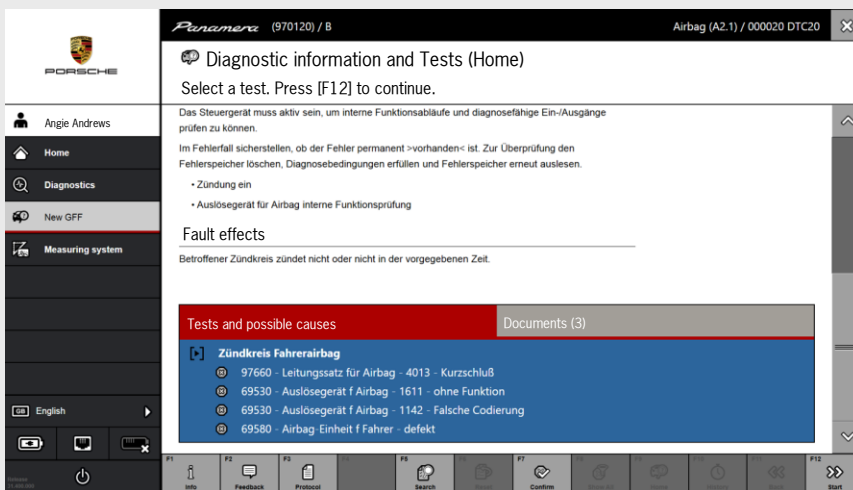 Panamera (970120) / B
Airbag (A2.1) / 000020 DTC20
PORSCHE
Diagnostic information and Tests (Home)
Select a test. Press [F12] to continue.
Angie Andrews
Home
Diagnostics
New GFF
Measuring system
GB English
Das Steuergerät muss aktiv sein, um interne Funktionsabläufe und diagnosefähige Ein-/Ausgänge
prüfen zu können.
Im Fehlerfall sicherstellen, ob der Fehler permanent >vorhanden< ist. Zur Überprüfung den
Fehlerspeicher löschen, Diagnosebedingungen erfüllen und Fehlerspeicher erneut auslesen.
• Zündung ein
• Auslösegerät für Airbag interne Funktionsprüfung
Fault effects
Betroffener Zündkreis zündet nicht oder nicht in der vorgegebenen Zeit.
Tests and possible causes
Documents (3)
Zündkreis Fahrerairbag
97660 - Leitungssatz für Airbag - 4013 - Kurzschluß
69530 - Auslösegerät f Airbag - 1611 - ohne Funktion
69530 - Auslösegerät f Airbag - 1142 - Falsche Codierung
69580 - Airbag-Einheit f Fahrer - defekt
F1 Info
F2 Feedback
F3 Protocol
F5 Search
F7 Confirm
F12 Start